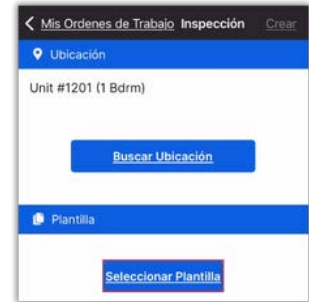 Mis Ordenes de Trabajo Inspección Crear
Ubicación
Unit #1201 (1 Bdrm)
Buscar Ubicación
Plantilla
Seleccionar Plantilla